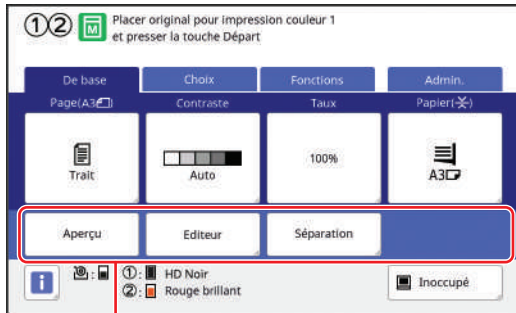 ①② M Placer original pour impression couleur 1
et presser la touche Départ
De base Choix Fonctions Admin.
Page(A3) Contraste Taux Papier()
Trait Auto 100% A3
Aperçu Editeur Séparation
i : ①: HD Noir Inoccupé
②: Rouge brillant